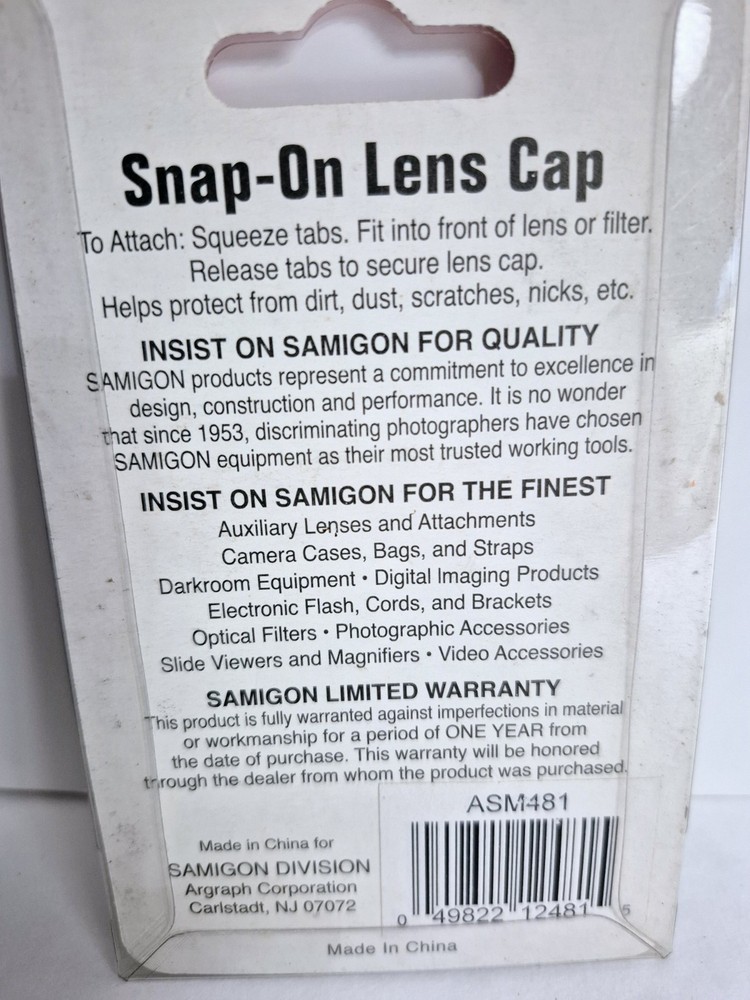 Snap-On Lens Cap
To Attach: Squeeze tabs. Fit into front of lens or filter.
Release tabs to secure lens cap.
Helps protect from dirt, dust, scratches, nicks, etc.
INSIST ON SAMIGON FOR QUALITY
SAMIGON products represent a commitment to excellence in
design, construction and performance. It is no wonder
that since 1953, discriminating photographers have chosen
SAMIGON equipment as their most trusted working tools.
INSIST ON SAMIGON FOR THE FINEST
Auxiliary Lenses and Attachments
Camera Cases, Bags, and Straps
Darkroom Equipment • Digital Imaging Products
Electronic Flash, Cords, and Brackets
Optical Filters • Photographic Accessories
Slide Viewers and Magnifiers • Video Accessories
SAMIGON LIMITED WARRANTY
This product is fully warranted against imperfections in material
or workmanship for a period of ONE YEAR from
the date of purchase. This warranty will be honored
through the dealer from whom the product was purchased.
Made in China for
SAMIGON DIVISION
Argraph Corporation
Carlstadt, NJ 07072
ASM481
0 49822 12481 5
Made In China